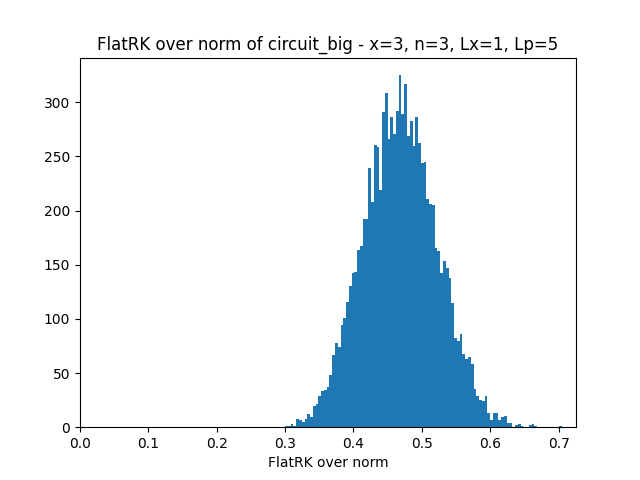 FlatRK over norm of circuit_big - x=3, n=3, Lx=1, Lp=5
300
250
200
150
100
50
0
0.0 0.1 0.2 0.3 0.4 0.5 0.6 0.7
FlatRK over norm